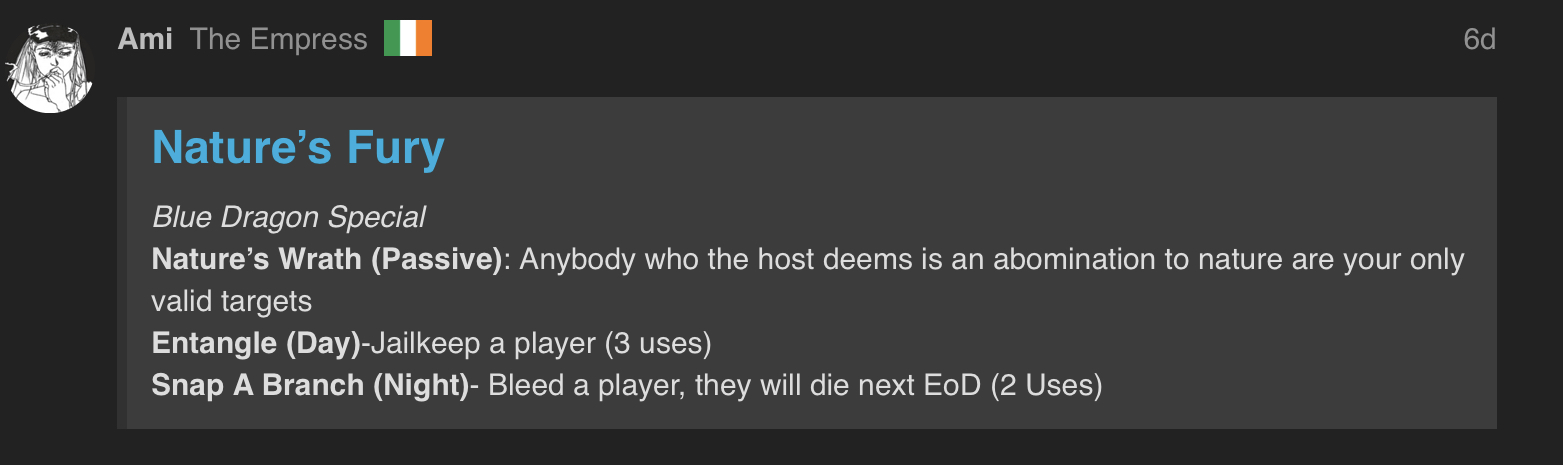 Ami The Empress 6d
Nature’s Fury
Blue Dragon Special
Nature’s Wrath (Passive): Anybody who the host deems is an abomination to nature are your only
valid targets
Entangle (Day)-Jailkeep a player (3 uses)
Snap A Branch (Night)- Bleed a player, they will die next EoD (2 Uses)